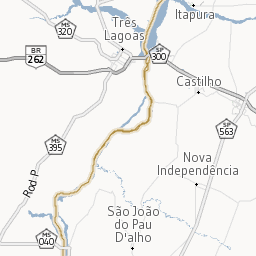 Itapura
MS
320
Três
Lagoas
SP
300
BR
262
Castilho
SP
563
MS
395
Rod P.
Nova
Independência
São João
do Pau
D'alho
MS
040